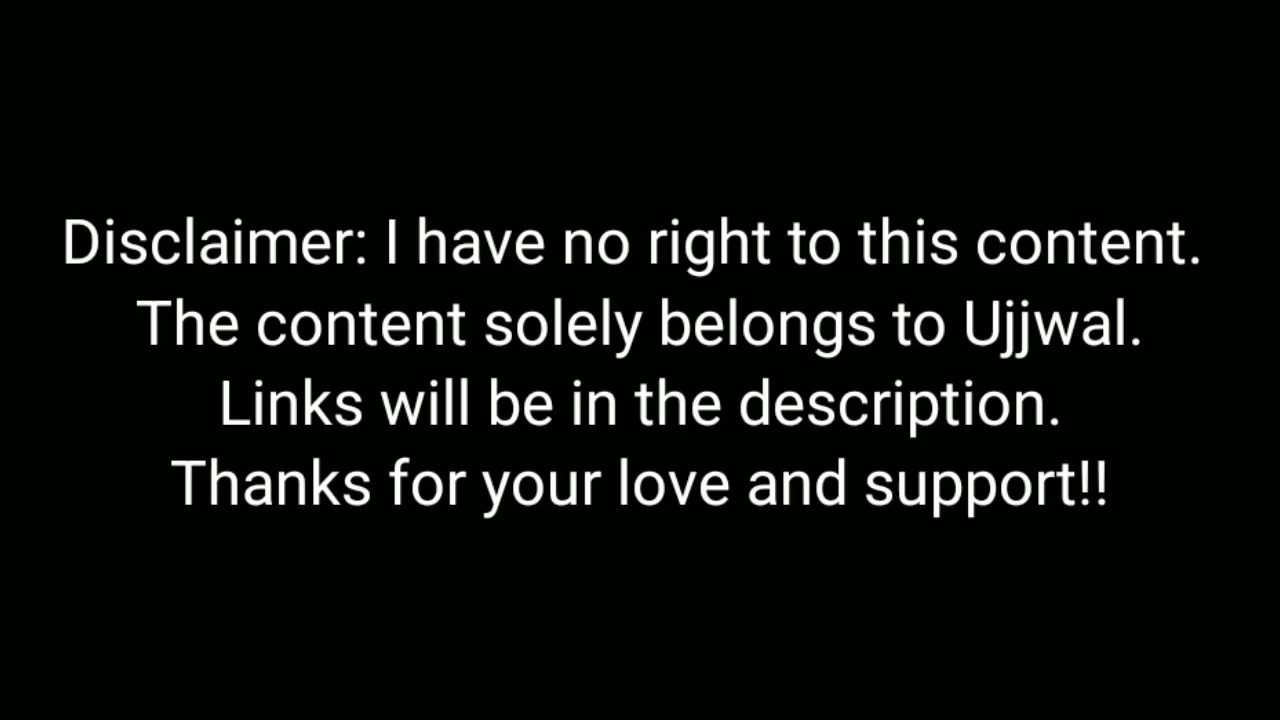 Disclaimer: I have no right to this content.
The content solely belongs to Ujjwal.
Links will be in the description.
Thanks for your love and support!!